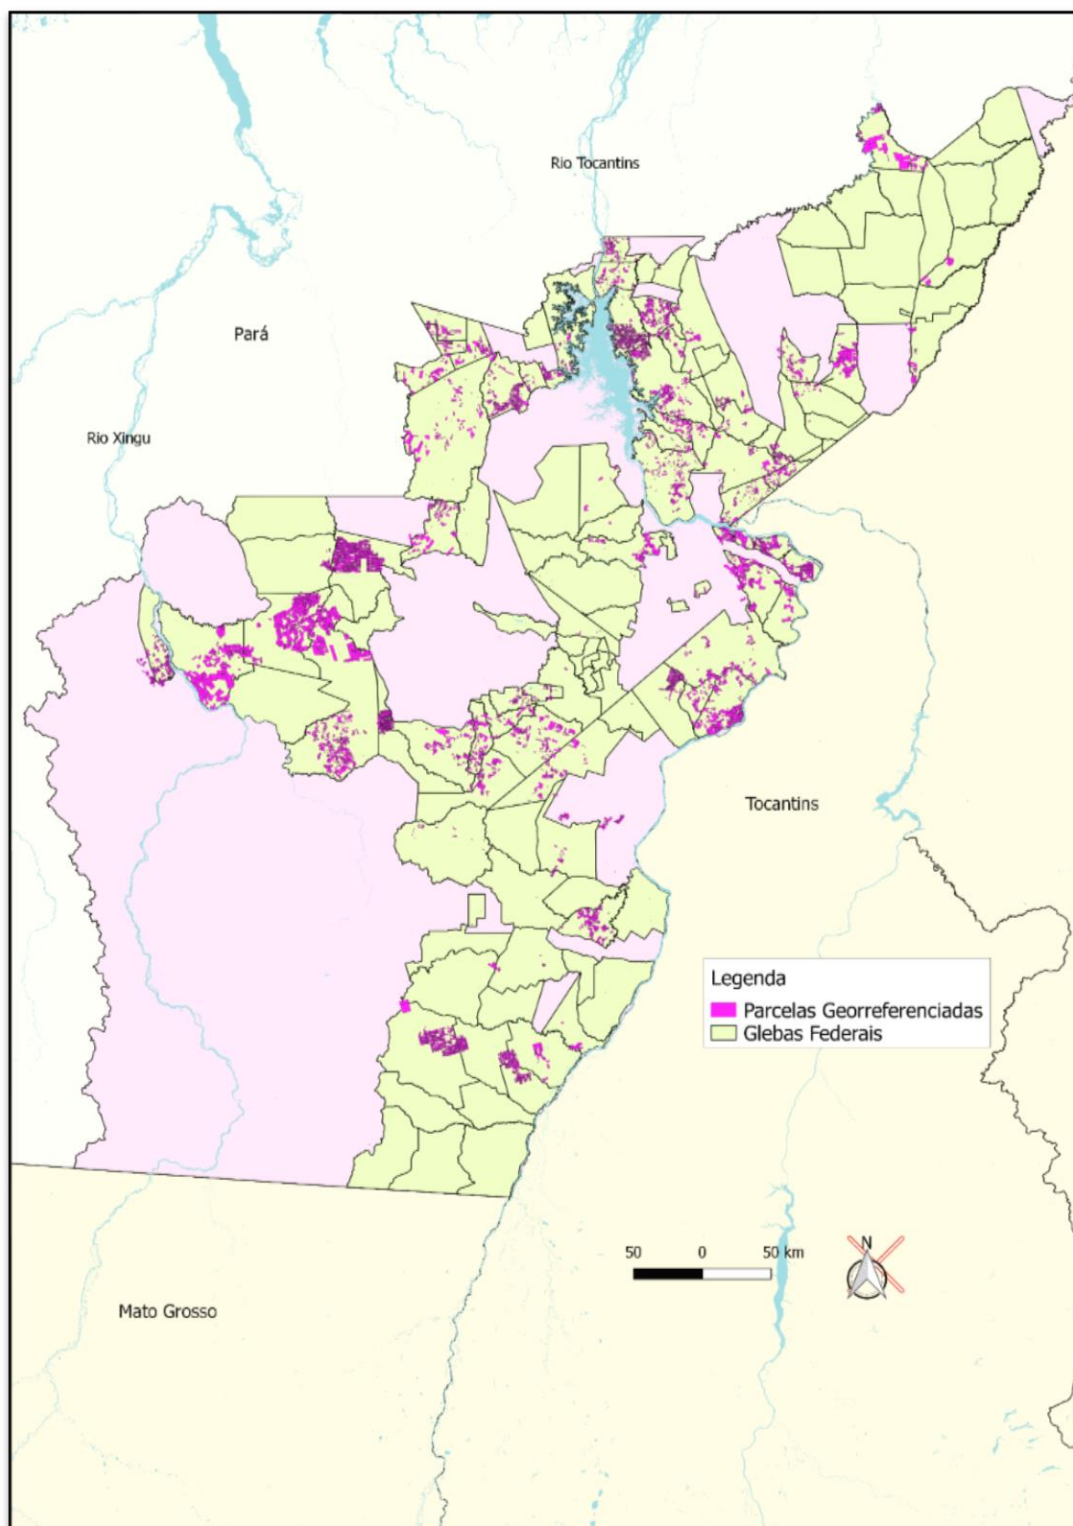 Rio Tocantins
Pará
Rio Xingu
Tocantins
Legenda
Parcelas Georreferenciadas
Glebas Federais
N
50 0 50 km
Mato Grosso